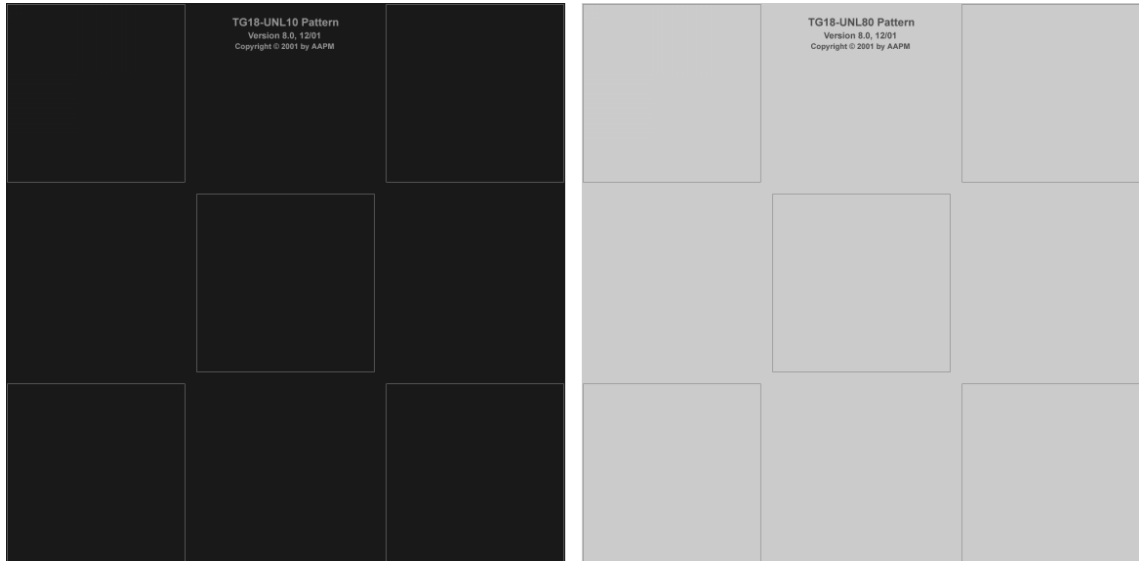 TG18-UNL10 Pattern
Version 8.0, 12/01
Copyright © 2001 by AAPM
TG18-UNL80 Pattern
Version 8.0, 12/01
Copyright © 2001 by AAPM